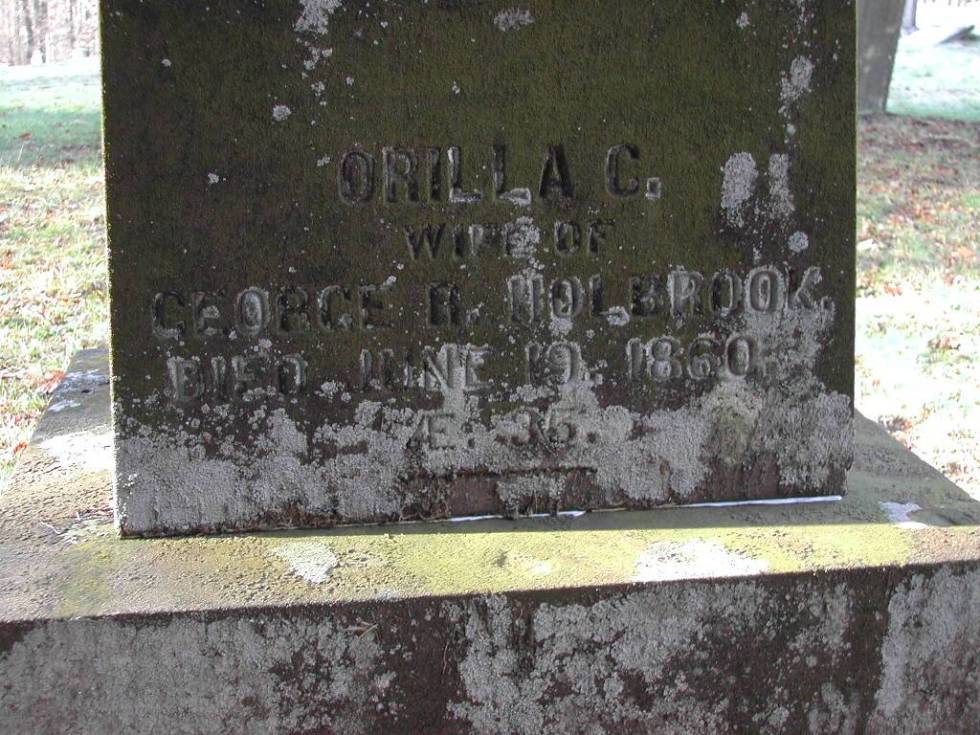 ORILLA C.
WIFE OF
GEORGE R. HOLBROOK,
DIED JUNE 19, 1860.
Æ. 35.